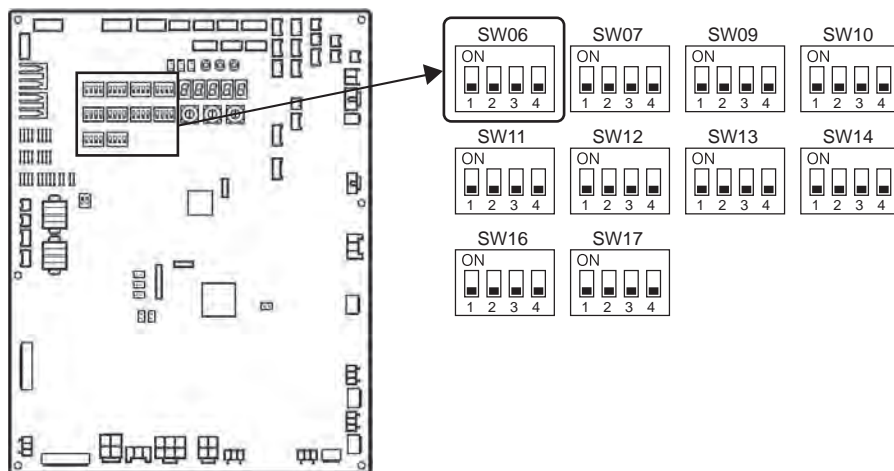 SW06 SW07 SW09 SW10
ON ON ON ON
1 2 3 4 1 2 3 4 1 2 3 4 1 2 3 4
SW11 SW12 SW13 SW14
ON ON ON ON
1 2 3 4 1 2 3 4 1 2 3 4 1 2 3 4
SW16 SW17
ON ON
1 2 3 4 1 2 3 4